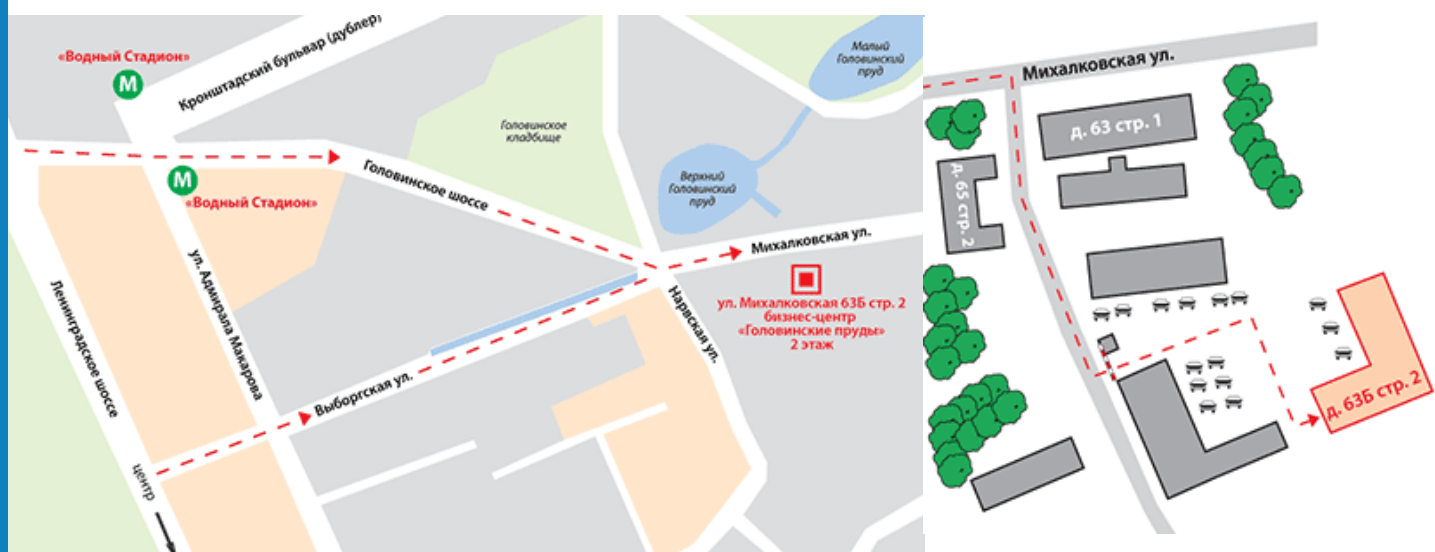 «Водный Стадион»
М
Кронштадский бульвар (дублер)
Малый
Головинский
пруд
Головинское
кладбище
Головинское шоссе
М
«Водный Стадион»
Верхний
Головинский
пруд
Михалковская ул.
ул. Адмирала Макарова
Ленинградское шоссе
ул. Михалковская 63Б стр. 2
бизнес-центр
«Головинские пруды»
2 этаж
Нарвская ул.
Выборгская ул.
центр
Михалковская ул.
д. 63 стр. 1
д. 65 стр. 2
д. 63Б стр. 2